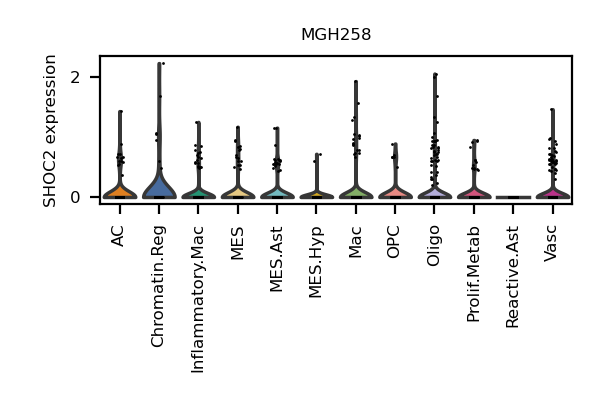 MGH258
SHOC2 expression
2
0
AC
Chromatin.Reg
Inflammatory.Mac
MES
MES.Ast
MES.Hyp
Mac
OPC
Oligo
Prolif.Metab
Reactive.Ast
Vasc